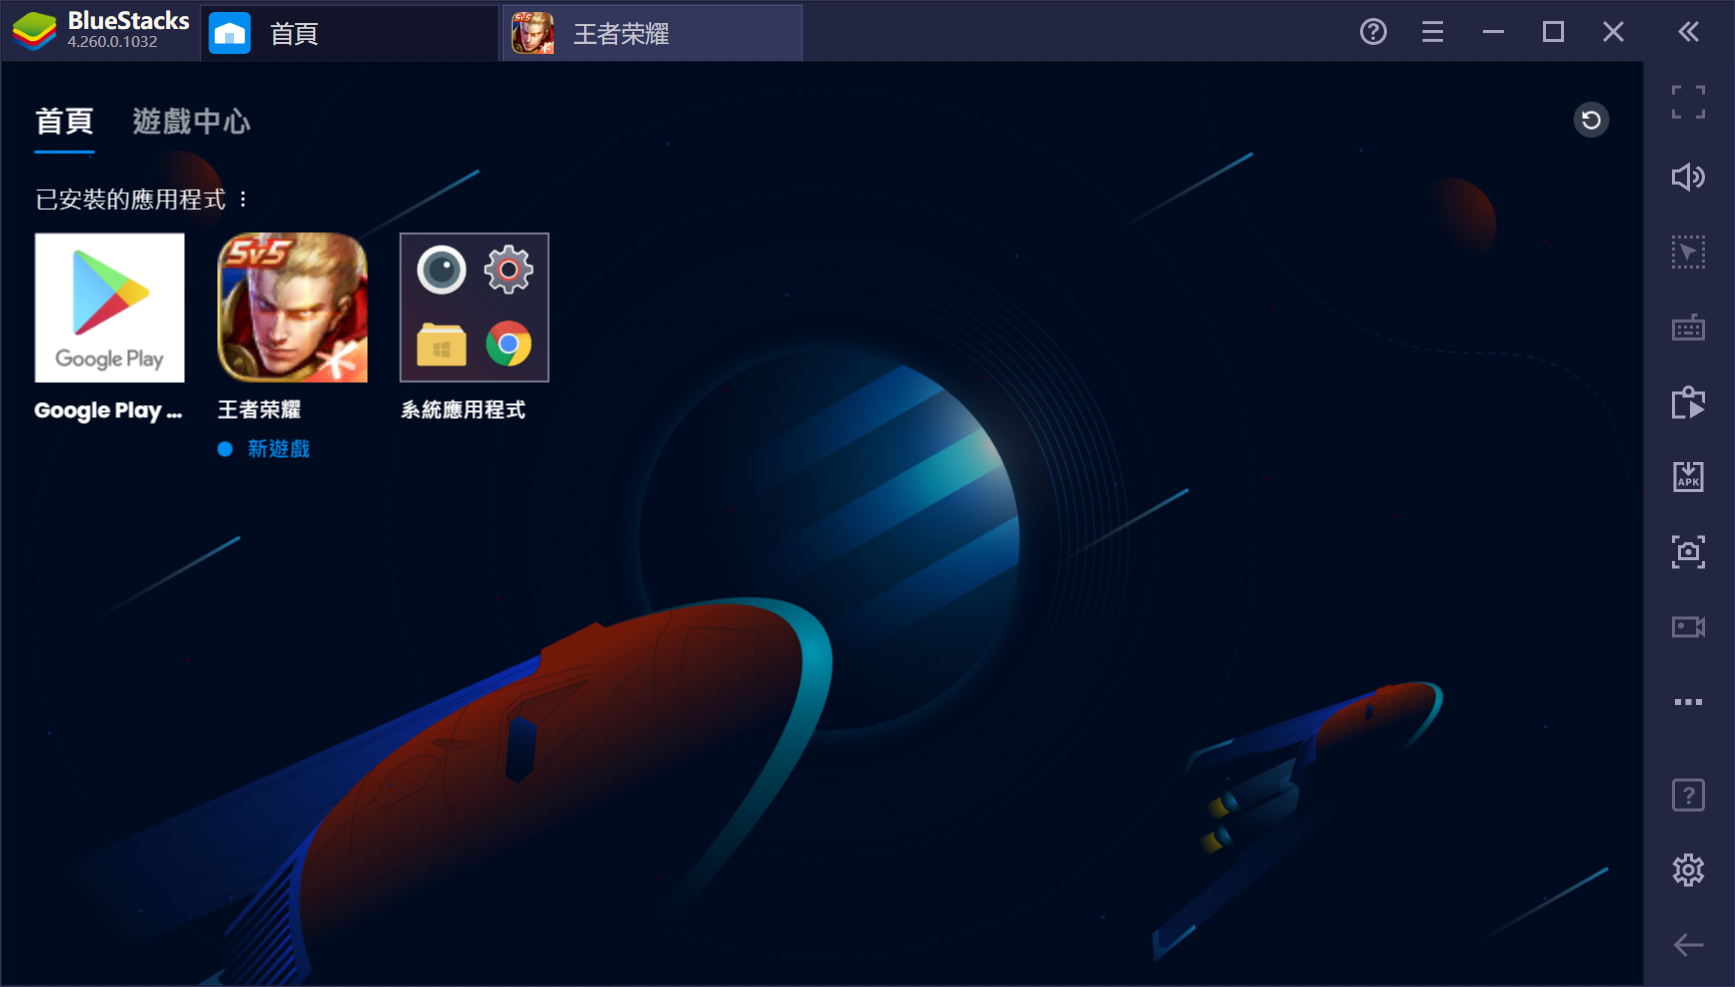 BlueStacks
4.260.0.1032
首頁
王者荣耀
首頁 遊戲中心
已安裝的應用程式
Google Play
5v5
Google Play ...
王者荣耀
系統應用程式
新遊戲
APK